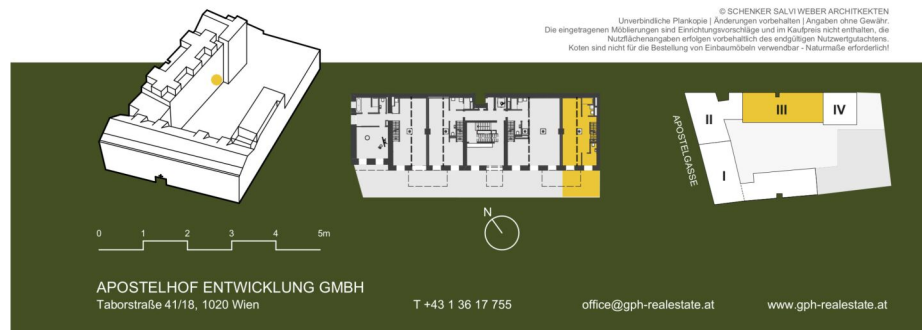 © SCHENKER SALVI WEBER ARCHITKEKTEN
Unverbindliche Plankopie | Änderungen vorbehalten | Angaben ohne Gewähr.
Die eingetragenen Möblierungen sind Einrichtungsvorschläge und im Kaufpreis nicht enthalten, die
Nutzflächenangaben erfolgen vorbehaltlich des endgültigen Nutzwertgutachtens.
Koten sind nicht für die Bestellung von Einbaumöbeln verwendbar - Naturmaße erforderlich!
II
III
IV
I
APOSTELGASSE
N
0 1 2 3 4 5m
APOSTELHOF ENTWICKLUNG GMBH
Taborstraße 41/18, 1020 Wien
T +43 1 36 17 755
office@gph-realestate.at
www.gph-realestate.at